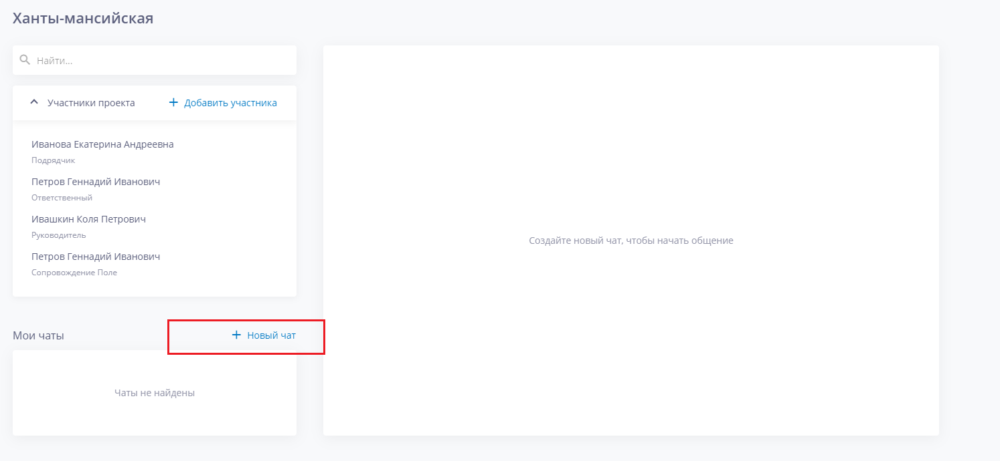 Ханты-мансийская
Найти...
Участники проекта
+ Добавить участника
Иванова Екатерина Андреевна
Подрядчик
Петров Геннадий Иванович
Ответственный
Ивашкин Коля Петрович
Руководитель
Петров Геннадий Иванович
Сопровождение Поле
Мои чаты
+ Новый чат
Чаты не найдены
Создайте новый чат, чтобы начать общение